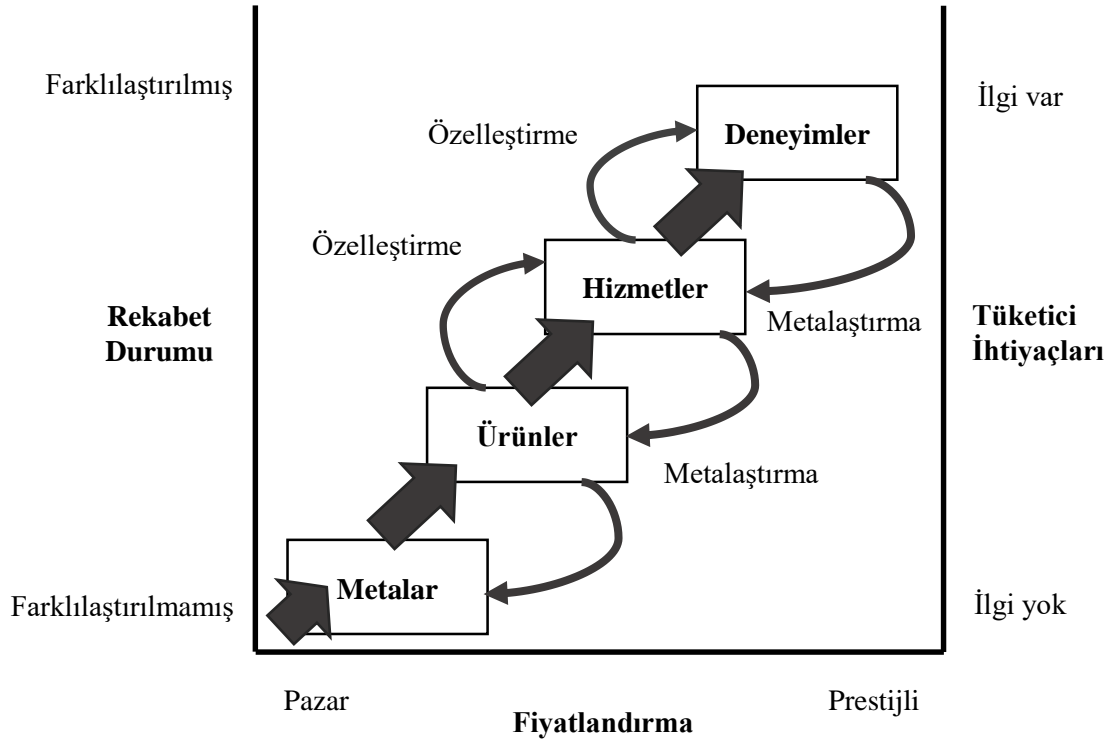 Farklılaştırılmış
İlgi var
Özelleştirme
Deneyimler
Özelleştirme
Hizmetler
Rekabet
Durumu
Metalaştırma
Tüketici
İhtiyaçları
Ürünler
Metalaştırma
Metalar
Farklılaştırılmamış
İlgi yok
Pazar
Prestijli
Fiyatlandırma